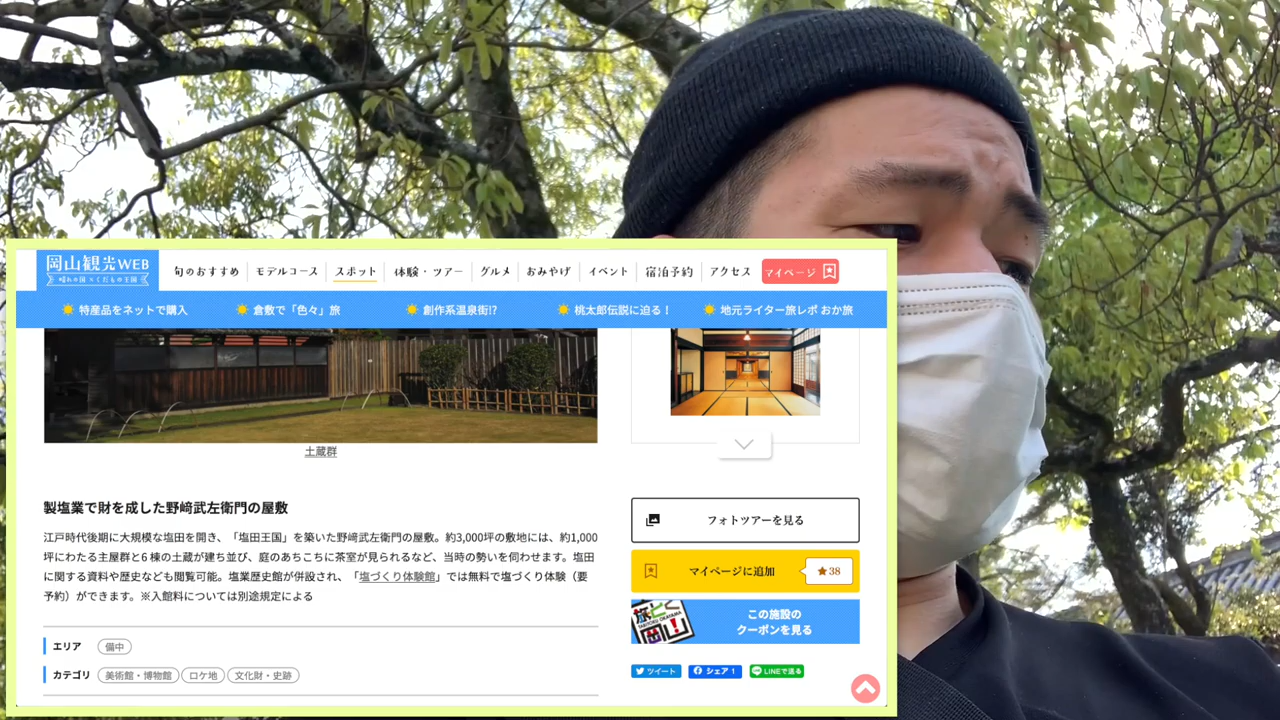 岡山観光WEB
晴れの国 × くだもの王国
旬のおすすめ
モデルコース
スポット
体験・ツアー
グルメ
おみやげ
イベント
宿泊予約
アクセス
マイページ
特産品をネットで購入
倉敷で「色々」旅
創作系温泉街!?
桃太郎伝説に迫る！
地元ライター旅レポ おか旅
土蔵群
製塩業で財を成した野﨑武左衛門の屋敷
江戸時代後期に大規模な塩田を開き、「塩田王国」を築いた野﨑武左衛門の屋敷。約3,000坪の敷地には、約1,000
坪にわたる主屋群と6 棟の土蔵が建ち並び、庭のあちこちに茶室が見られるなど、当時の勢いを伺わせます。塩田
に関する資料や歴史なども閲覧可能。塩業歴史館が併設され、「塩づくり体験館」では無料で塩づくり体験（要
予約）ができます。※入館料については別途規定による
エリア
備中
カテゴリ
美術館・博物館
ロケ地
文化財・史跡
フォトツアーを見る
マイページに追加
★38
旅とく
岡山!
この施設の
クーポンを見る
ツイート
シェア 1
LINEで送る